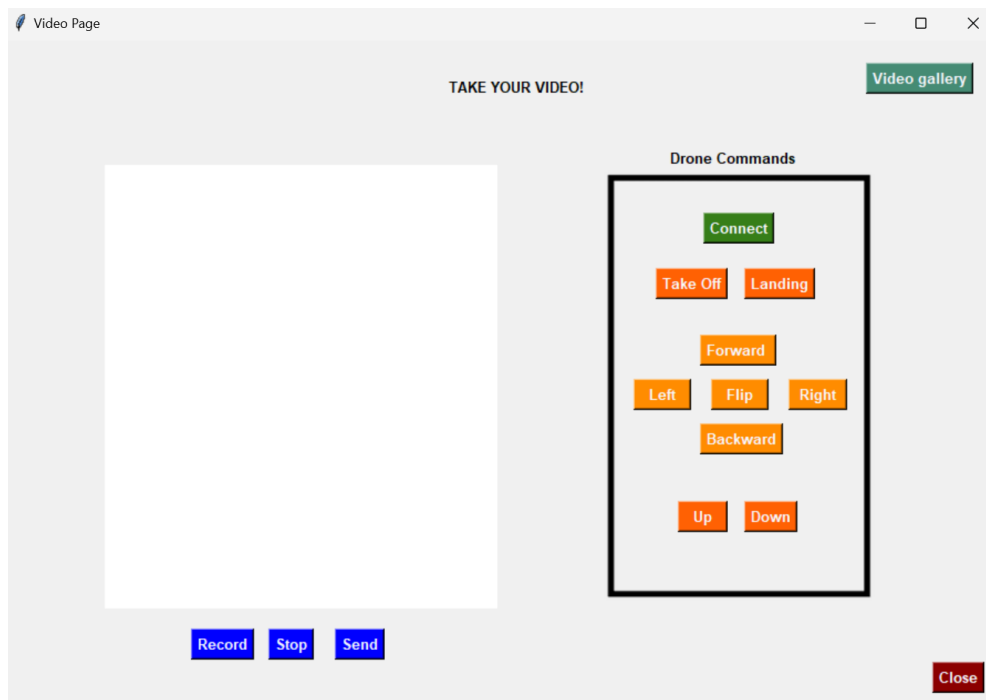 Video Page
TAKE YOUR VIDEO!
Video gallery
Drone Commands
Connect
Take Off Landing
Forward
Left Flip Right
Backward
Up Down
Record Stop Send
Close